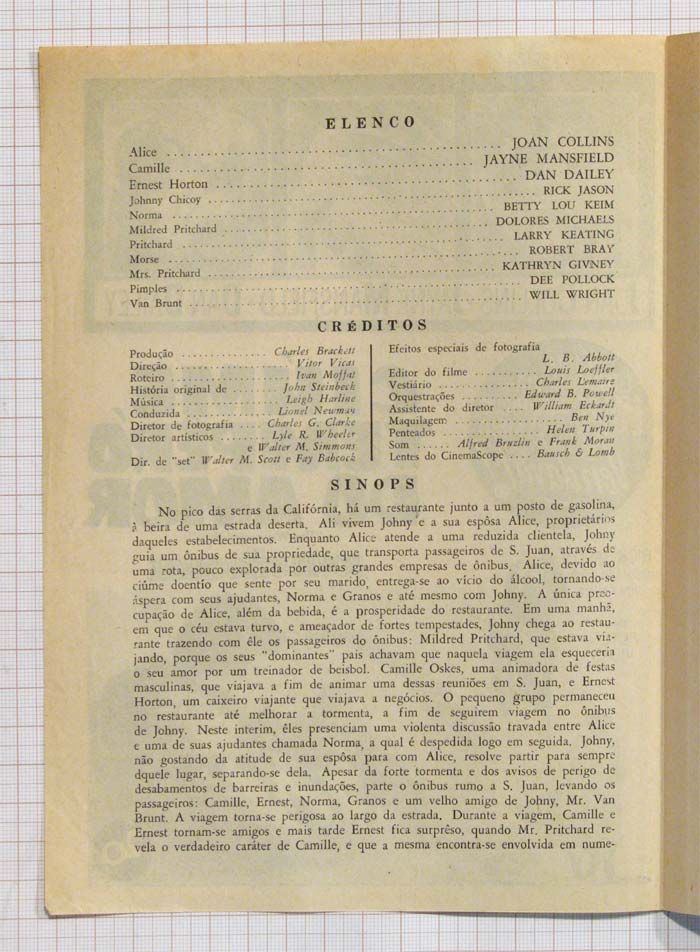 ELENCO
Alice JOAN COLLINS
Camille JAYNE MANSFIELD
Ernest Horton DAN DAILEY
Johnny Chicoy RICK JASON
Norma BETTY LOU KEIM
Mildred Pritchard DOLORES MICHAELS
Pritchard LARRY KEATING
Morse ROBERT BRAY
Mrs. Pritchard KATHRYN GIVNEY
Pimples DEE POLLOCK
Van Brunt WILL WRIGHT
CRÉDITOS
Produção Charles Brackett
Direção Vitor Vicas
Roteiro Ivan Moffat
História original de John Steinbeck
Música Leigh Harline
Conduzida Lionel Newman
Diretor de fotografia Charles G. Clarke
Diretor artísticos Lyle R. Wheeler
e Walter M. Simmons
Dir. de "set" Walter M. Scott e Fay Babcock
Efeitos especiais de fotografia
L. B. Abbott
Editor do filme Louis Loeffler
Vestiário Charles Lemaire
Orquestrações Edward B. Powell
Assistente do diretor William Eckardt
Maquilagem Ben Nye
Penteados Helen Turpin
Som Alfred Bruzlin e Frank Moran
Lentes do CinemaScope Bausch & Lomb
SINOPS
No pico das serras da Califórnia, há um restaurante junto a um posto de gasolina,
à beira de uma estrada deserta. Ali vivem Johny e a sua espôsa Alice, proprietários
daqueles estabelecimentos. Enquanto Alice atende a uma reduzida clientela, Johny
guia um ônibus de sua propriedade, que transporta passageiros de S. Juan, através de
uma rota, pouco explorada por outras grandes empresas de ônibus. Alice, devido ao
ciúme doentio que sente por seu marido, entrega-se ao vício do álcool, tornando-se
áspera com seus ajudantes, Norma e Granos e até mesmo com Johny. A única preo-
cupação de Alice, além da bebida, é a prosperidade do restaurante. Em uma manhã,
em que o céu estava turvo, e ameaçador de fortes tempestades, Johny chega ao restau-
rante trazendo com êle os passageiros do ônibus: Mildred Pritchard, que estava via-
jando, porque os seus "dominantes" pais achavam que naquela viagem ela esqueceria
o seu amor por um treinador de beisbol. Camille Oskes, uma animadora de festas
masculinas, que viajava a fim de animar uma dessas reuniões em S. Juan, e Ernest
Horton, um caixeiro viajante que viajava a negócios. O pequeno grupo permaneceu
no restaurante até melhorar a tormenta, a fim de seguirem viagem no ônibus
de Johny. Neste interim, êles presenciam uma violenta discussão travada entre Alice
e uma de suas ajudantes chamada Norma, a qual é despedida logo em seguida. Johny,
não gostando da atitude de sua espôsa para com Alice, resolve partir para sempre
dquele lugar, separando-se dela. Apesar da forte tormenta e dos avisos de perigo de
desabamentos de barreiras e inundações, parte o ônibus rumo a S. Juan, levando os
passageiros: Camille, Ernest, Norma, Granos e um velho amigo de Johny, Mr. Van
Brunt. A viagem torna-se perigosa ao largo da estrada. Durante a viagem, Camille e
Ernest tornam-se amigos e mais tarde Ernest fica surprêso, quando Mr. Pritchard re-
vela o verdadeiro caráter de Camille, e que a mesma encontra-se envolvida em nume-